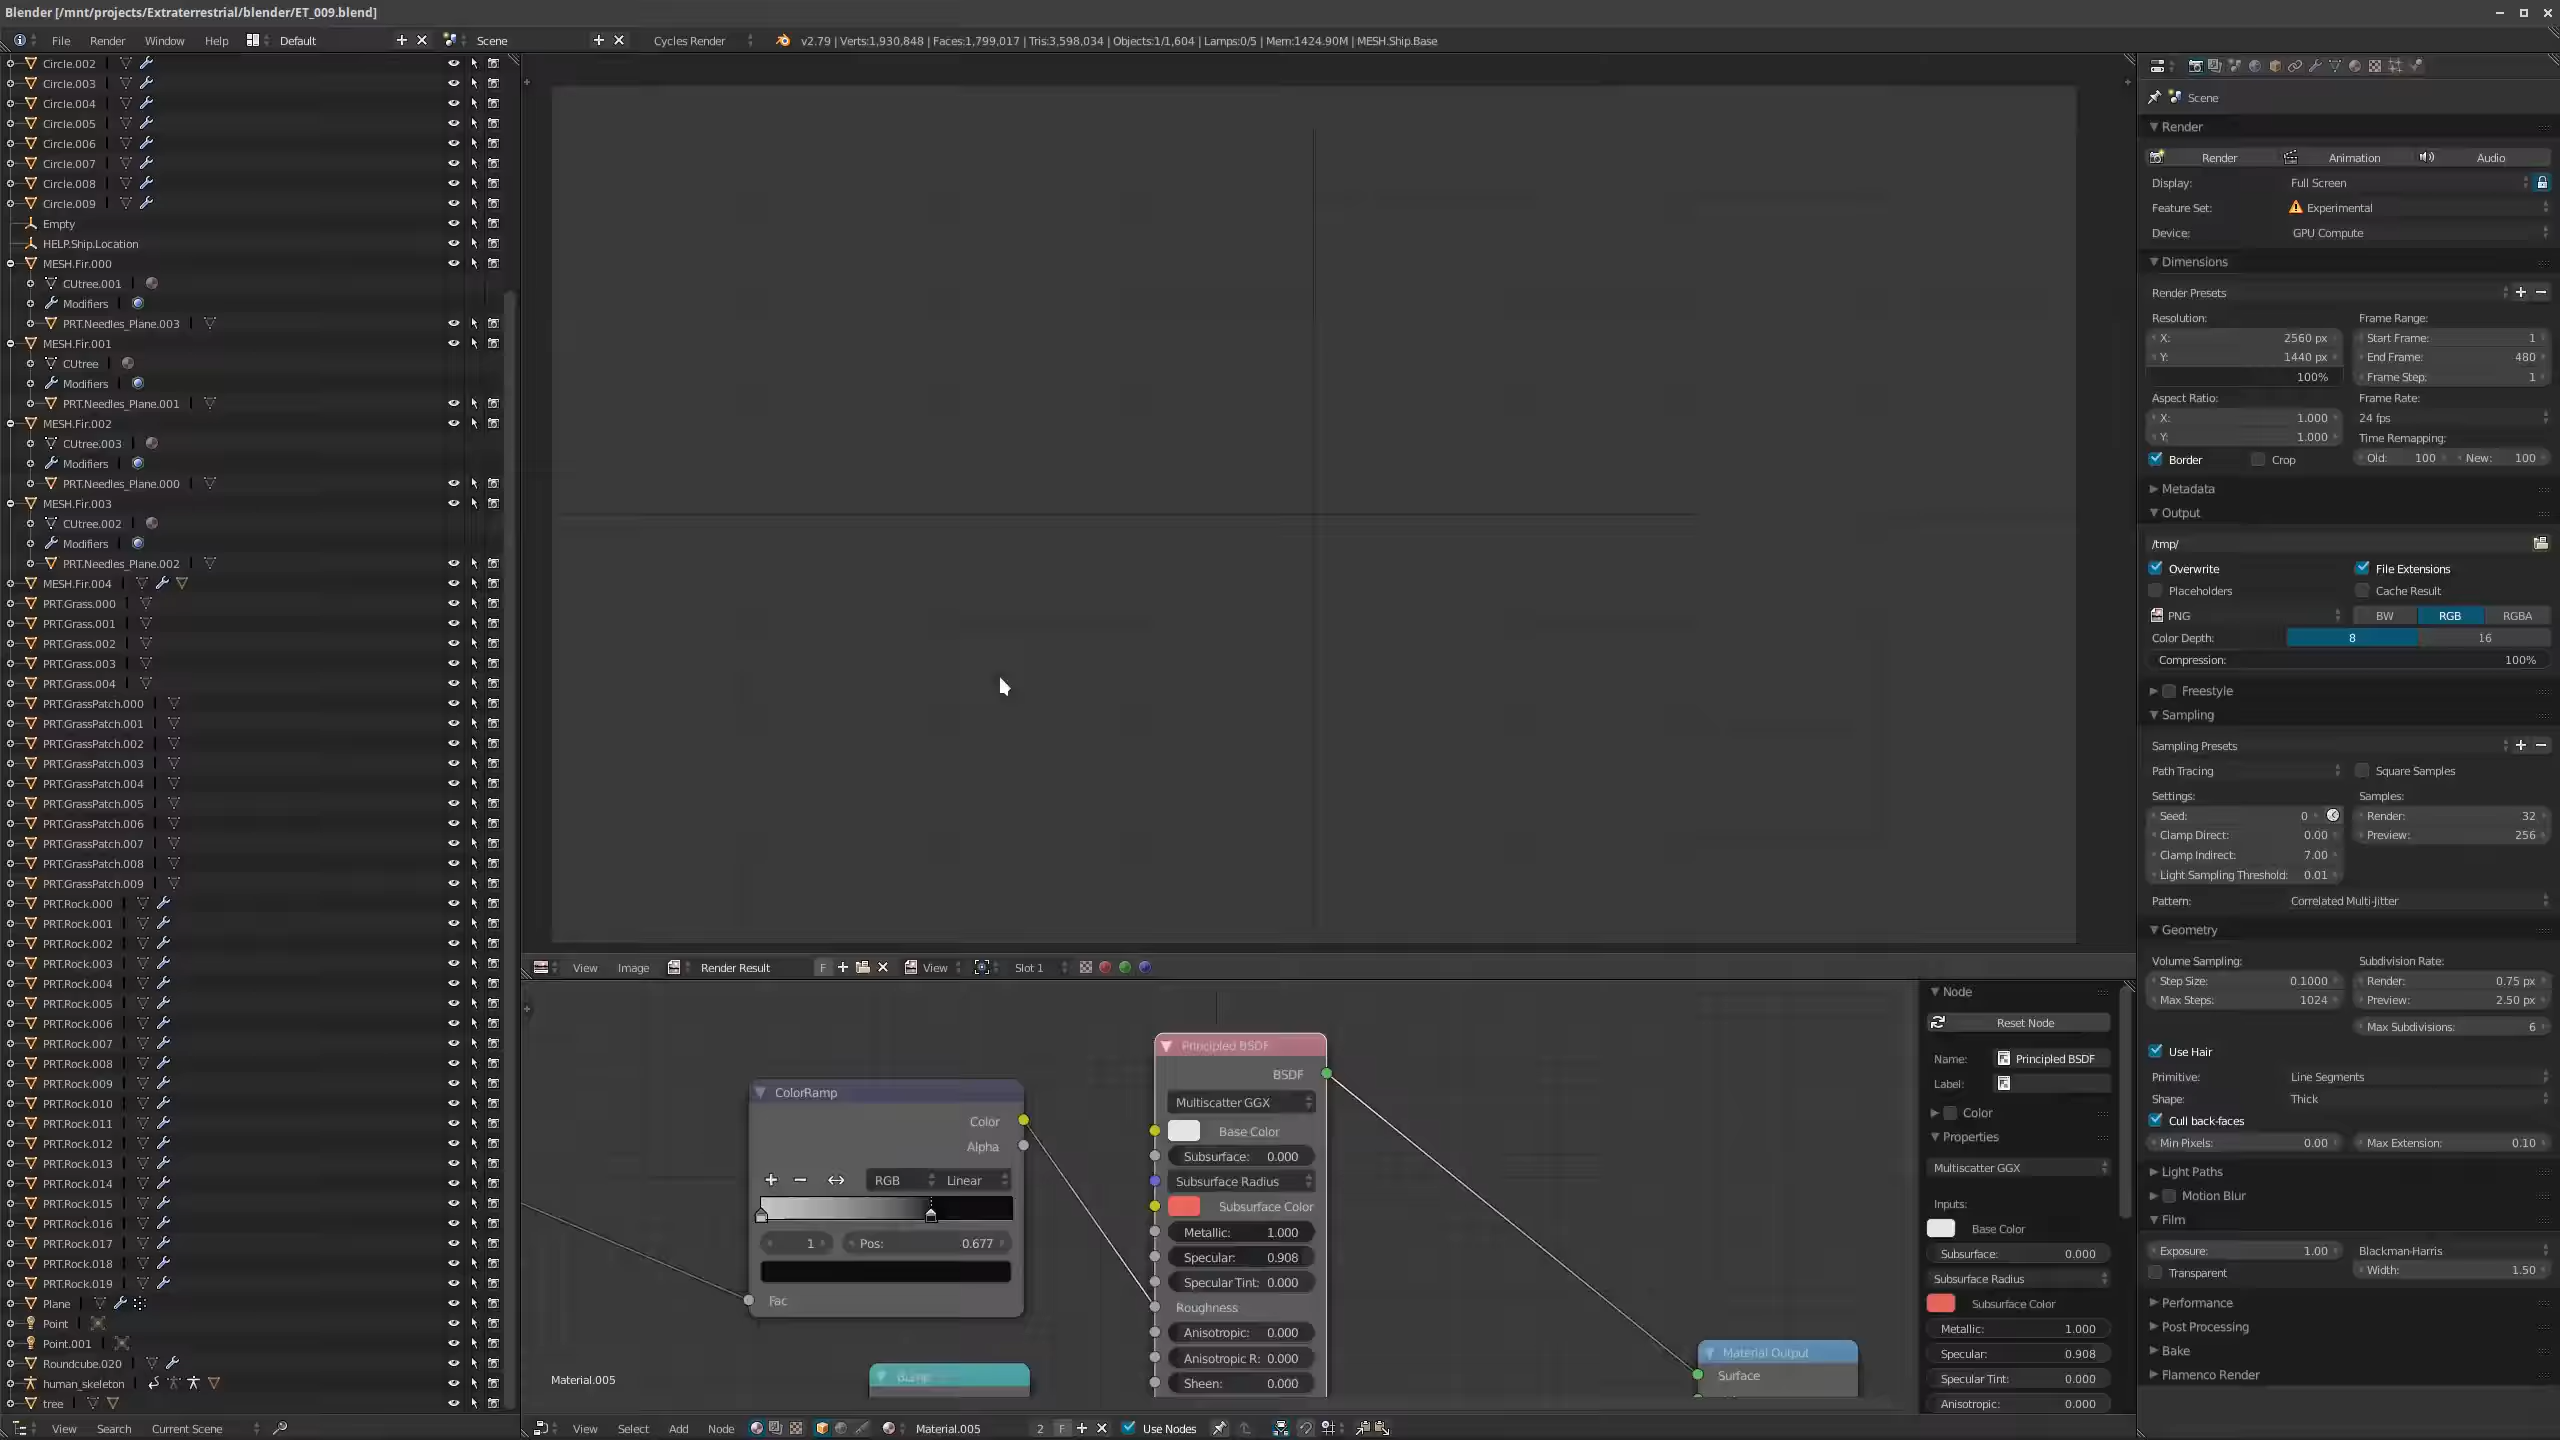 Blender [/mnt/projects/Extraterrestrial/blender/ET_009.blend]
File Render Window Help Default Scene Cycles Render v2.79 | Verts:1,930,848 | Faces:1,799,017 | Tris:3,598,034 | Objects:1/1,604 | Lamps:0/5 | Mem:1424.90M | MESH.Ship.Base
Circle.002
Circle.003
Circle.004
Circle.005
Circle.006
Circle.007
Circle.008
Circle.009
Empty
HELP.Ship.Location
MESH.Fir.000
CUtree.001
Modifiers
PRT.Needles_Plane.003
MESH.Fir.001
CUtree
Modifiers
PRT.Needles_Plane.001
MESH.Fir.002
CUtree.003
Modifiers
PRT.Needles_Plane.000
MESH.Fir.003
CUtree.002
Modifiers
PRT.Needles_Plane.002
MESH.Fir.004
PRT.Grass.000
PRT.Grass.001
PRT.Grass.002
PRT.Grass.003
PRT.Grass.004
PRT.GrassPatch.000
PRT.GrassPatch.001
PRT.GrassPatch.002
PRT.GrassPatch.003
PRT.GrassPatch.004
PRT.GrassPatch.005
PRT.GrassPatch.006
PRT.GrassPatch.007
PRT.GrassPatch.008
PRT.GrassPatch.009
PRT.Rock.000
PRT.Rock.001
PRT.Rock.002
PRT.Rock.003
PRT.Rock.004
PRT.Rock.005
PRT.Rock.006
PRT.Rock.007
PRT.Rock.008
PRT.Rock.009
PRT.Rock.010
PRT.Rock.011
PRT.Rock.012
PRT.Rock.013
PRT.Rock.014
PRT.Rock.015
PRT.Rock.016
PRT.Rock.017
PRT.Rock.018
PRT.Rock.019
Plane
Point
Point.001
Roundcube.020
human_skeleton
tree
View Search Current Scene
View Image Render Result F View Slot 1
ColorRamp
Color
Alpha
RGB Linear
1 Pos: 0.677
Fac
Bump
Principled BSDF
BSDF
Multiscatter GGX
Base Color
Subsurface: 0.000
Subsurface Radius
Subsurface Color
Metallic: 1.000
Specular: 0.908
Specular Tint: 0.000
Roughness
Anisotropic: 0.000
Anisotropic R: 0.000
Sheen: 0.000
Material Output
Surface
Material.005
View Select Add Node Material.005 2 F Use Nodes
Node
Reset Node
Name: Principled BSDF
Label:
Color
Properties
Multiscatter GGX
Inputs:
Base Color
Subsurface: 0.000
Subsurface Radius
Subsurface Color
Metallic: 1.000
Specular: 0.908
Specular Tint: 0.000
Anisotropic: 0.000
Scene
Render
Render Animation Audio
Display: Full Screen
Feature Set: Experimental
Device: GPU Compute
Dimensions
Render Presets
Resolution: Frame Range:
X: 2560 px Start Frame: 1
Y: 1440 px End Frame: 480
100% Frame Step: 1
Aspect Ratio: Frame Rate:
X: 1.000 24 fps
Y: 1.000 Time Remapping:
Border Crop Old: 100 New: 100
Metadata
Output
/tmp/
Overwrite File Extensions
Placeholders Cache Result
PNG BW RGB RGBA
Color Depth: 8 16
Compression: 100%
Freestyle
Sampling
Sampling Presets
Path Tracing Square Samples
Settings: Samples:
Seed: 0 Render: 32
Clamp Direct: 0.00 Preview: 256
Clamp Indirect: 7.00
Light Sampling Threshold: 0.01
Pattern: Correlated Multi-Jitter
Geometry
Volume Sampling: Subdivision Rate:
Step Size: 0.1000 Render: 0.75 px
Max Steps: 1024 Preview: 2.50 px
Max Subdivisions: 6
Use Hair
Primitive: Line Segments
Shape: Thick
Cull back-faces
Min Pixels: 0.00 Max Extension: 0.10
Light Paths
Motion Blur
Film
Exposure: 1.00 Blackman-Harris
Transparent Width: 1.50
Performance
Post Processing
Bake
Flamenco Render